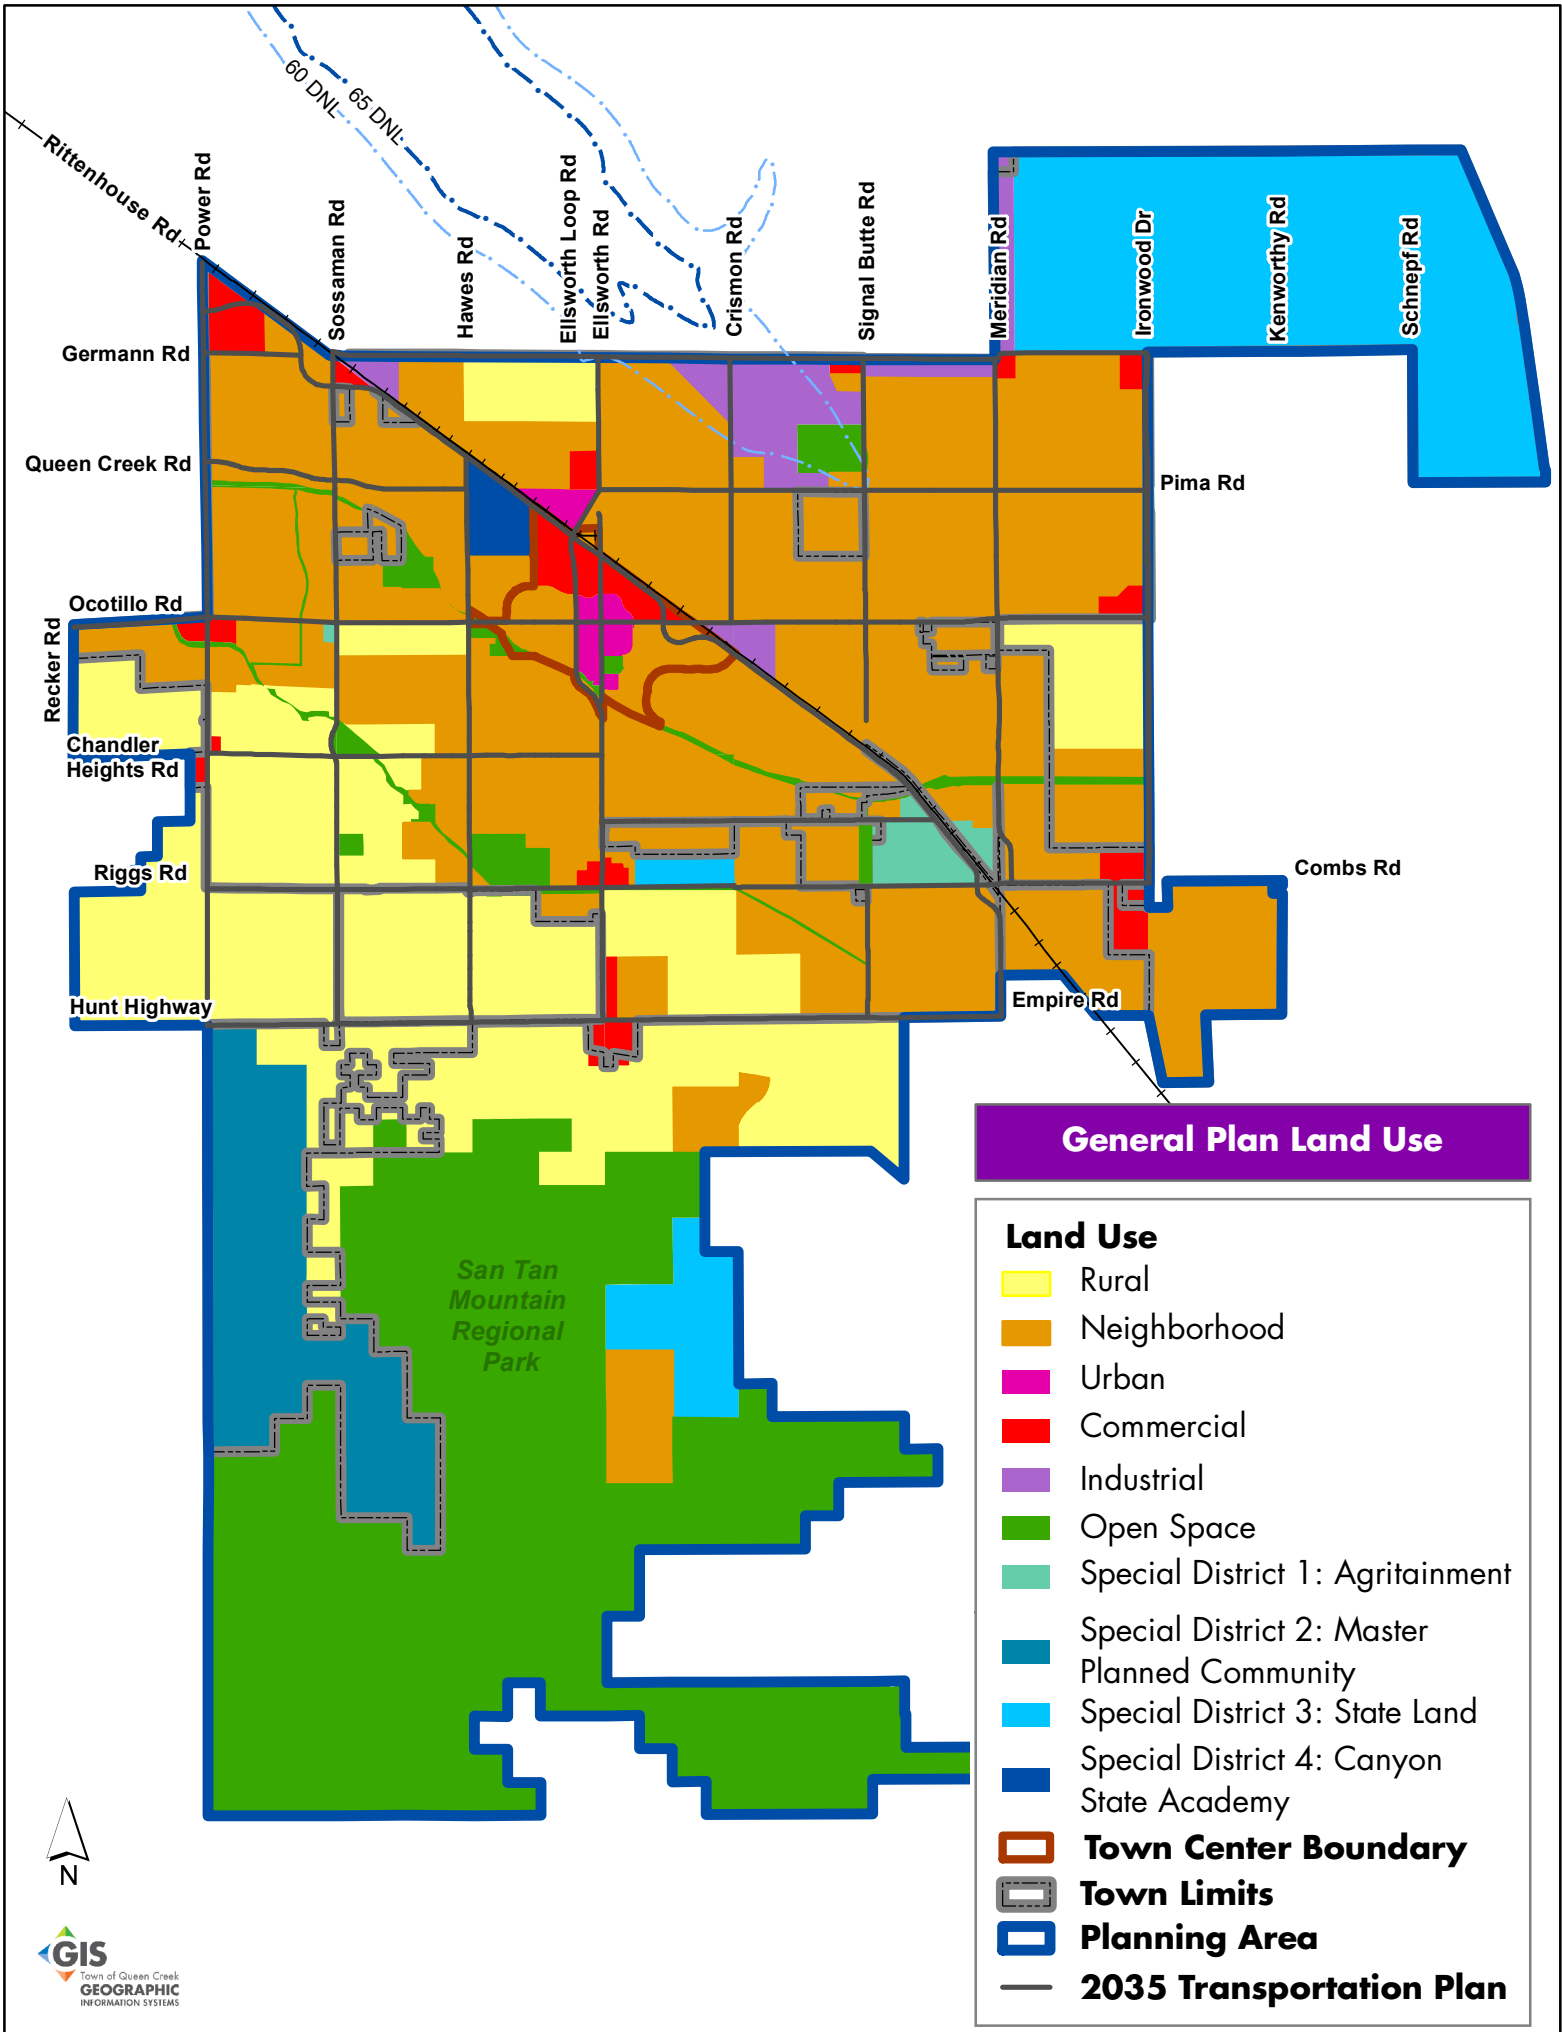 60 DNL
65 DNL
Rittenhouse Rd
Power Rd
Sossaman Rd
Hawes Rd
Ellsworth Loop Rd
Ellsworth Rd
Crismon Rd
Signal Butte Rd
Meridian Rd
Ironwood Dr
Kenworthy Rd
Schnepf Rd
Germann Rd
Queen Creek Rd
Pima Rd
Ocotillo Rd
Recker Rd
Chandler
Heights Rd
Riggs Rd
Combs Rd
Hunt Highway
Empire Rd
San Tan
Mountain
Regional
Park
General Plan Land Use
Land Use
Rural
Neighborhood
Urban
Commercial
Industrial
Open Space
Special District 1: Agritainment
Special District 2: Master
Planned Community
Special District 3: State Land
Special District 4: Canyon
State Academy
Town Center Boundary
Town Limits
Planning Area
2035 Transportation Plan
N
GIS
Town of Queen Creek
GEOGRAPHIC
INFORMATION SYSTEMS